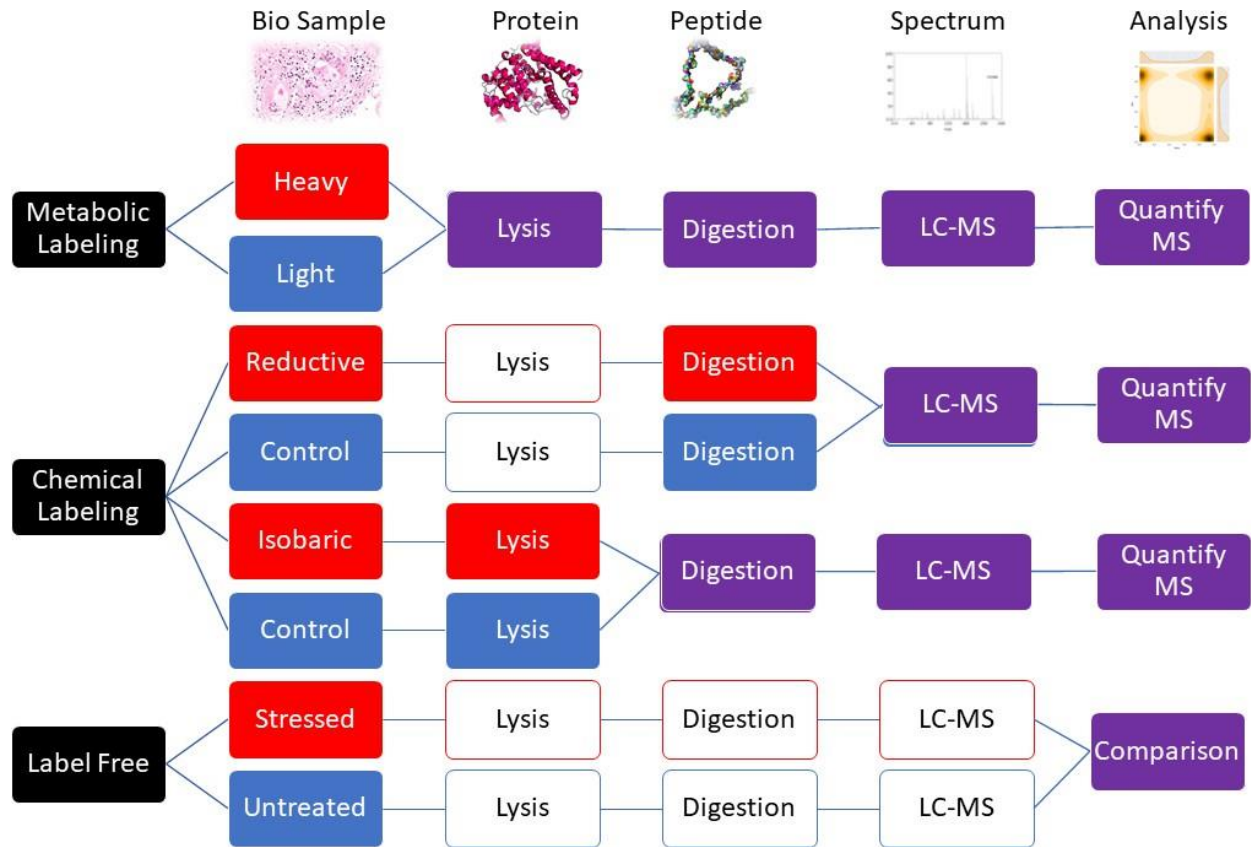 Bio Sample
Protein
Peptide
Spectrum
Analysis
Metabolic
Labeling
Heavy
Light
Lysis
Digestion
LC-MS
Quantify
MS
Chemical
Labeling
Reductive
Lysis
Digestion
Control
Lysis
Digestion
LC-MS
Quantify
MS
Isobaric
Lysis
Control
Lysis
Digestion
LC-MS
Quantify
MS
Label Free
Stressed
Lysis
Digestion
LC-MS
Untreated
Lysis
Digestion
LC-MS
Comparison